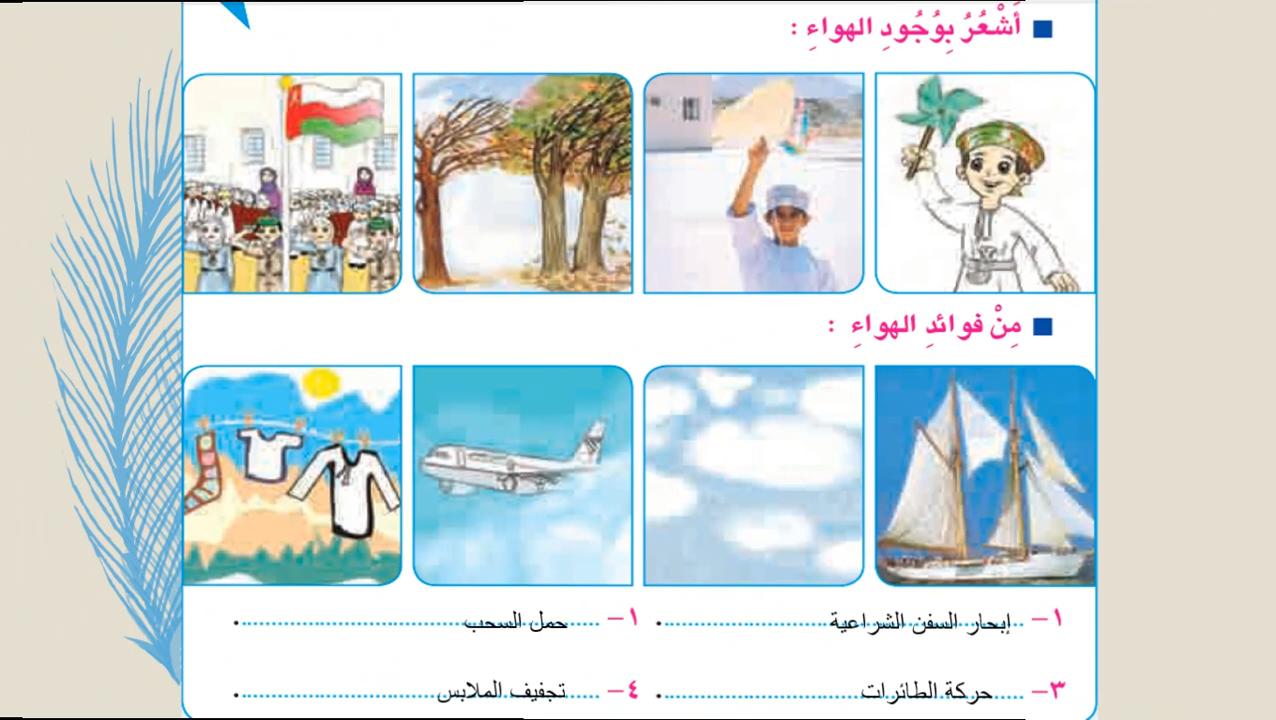 أَشْعُرُ بِوُجُودِ الهواءِ :
مِنْ فوائدِ الهواءِ :
١- إبحار السفن الشراعية. ١- حمل السحب.
٣- حركة الطائرات. ٤- تجفيف الملابس.